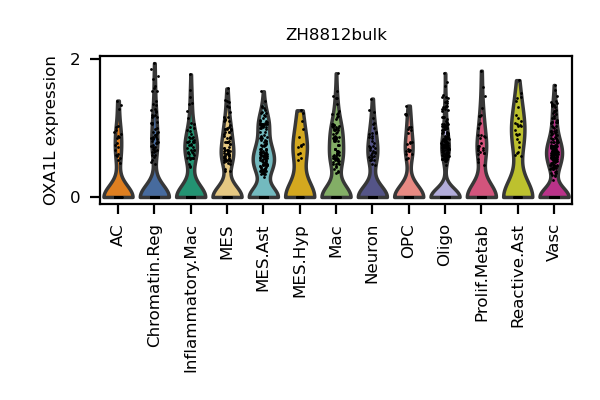 ZH8812bulk
OXA1L expression
2
0
AC
Chromatin.Reg
Inflammatory.Mac
MES
MES.Ast
MES.Hyp
Mac
Neuron
OPC
Oligo
Prolif.Metab
Reactive.Ast
Vasc